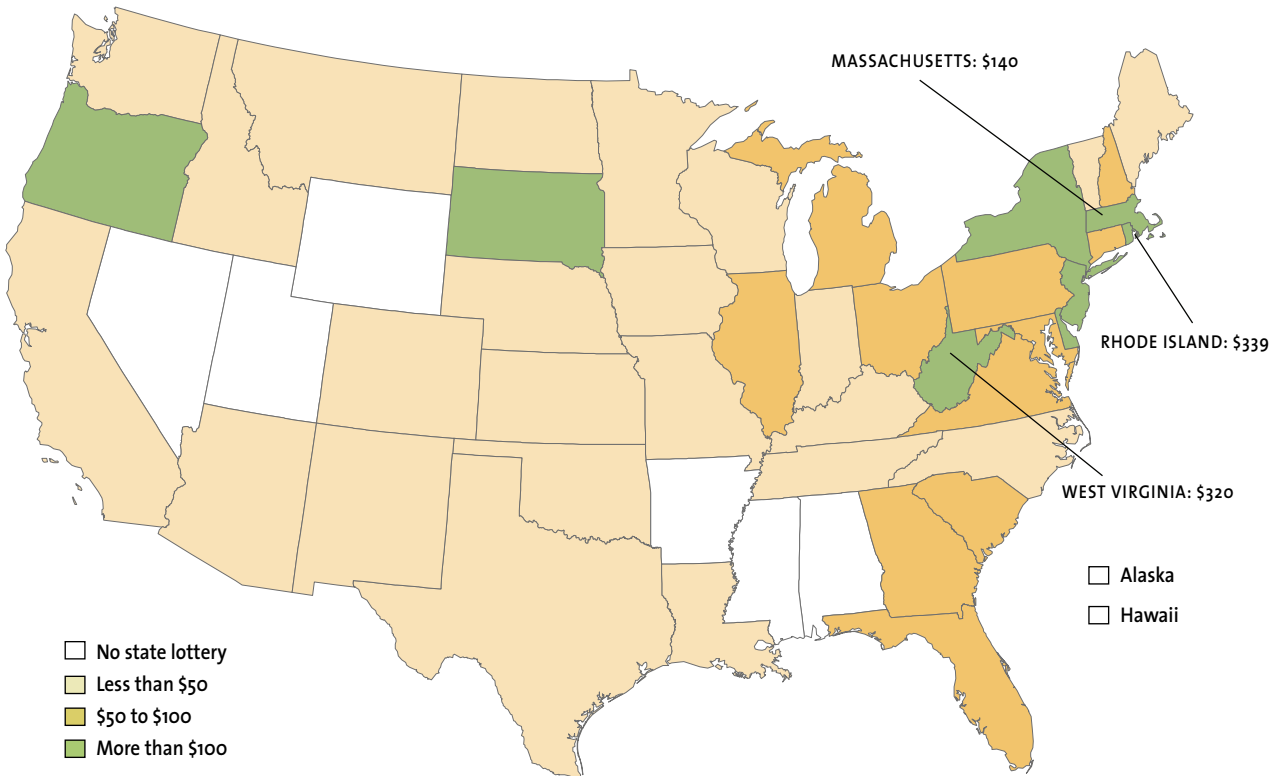 MASSACHUSETTS: $140
RHODE ISLAND: $339
WEST VIRGINIA: $320
Alaska
Hawaii
No state lottery
Less than $50
$50 to $100
More than $100